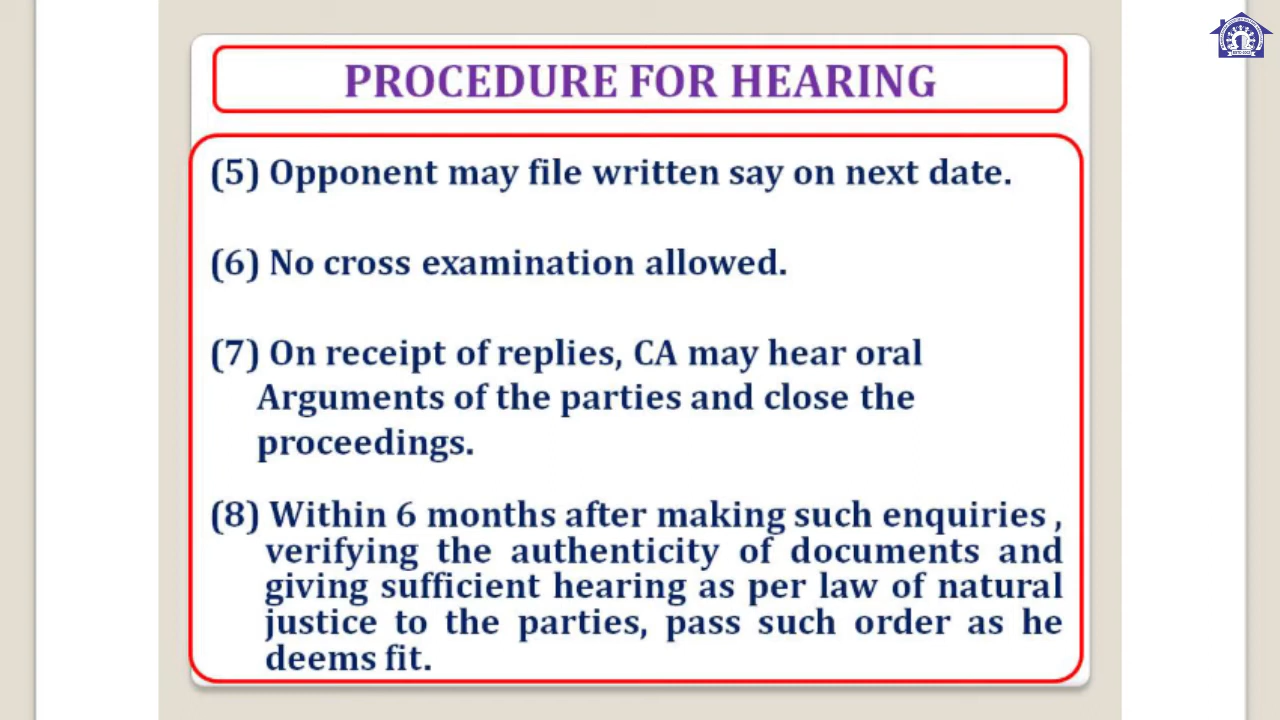 PROCEDURE FOR HEARING
(5) Opponent may file written say on next date.
(6) No cross examination allowed.
(7) On receipt of replies, CA may hear oral
Arguments of the parties and close the
proceedings.
(8) Within 6 months after making such enquiries ,
verifying the authenticity of documents and
giving sufficient hearing as per law of natural
justice to the parties, pass such order as he
deems fit.